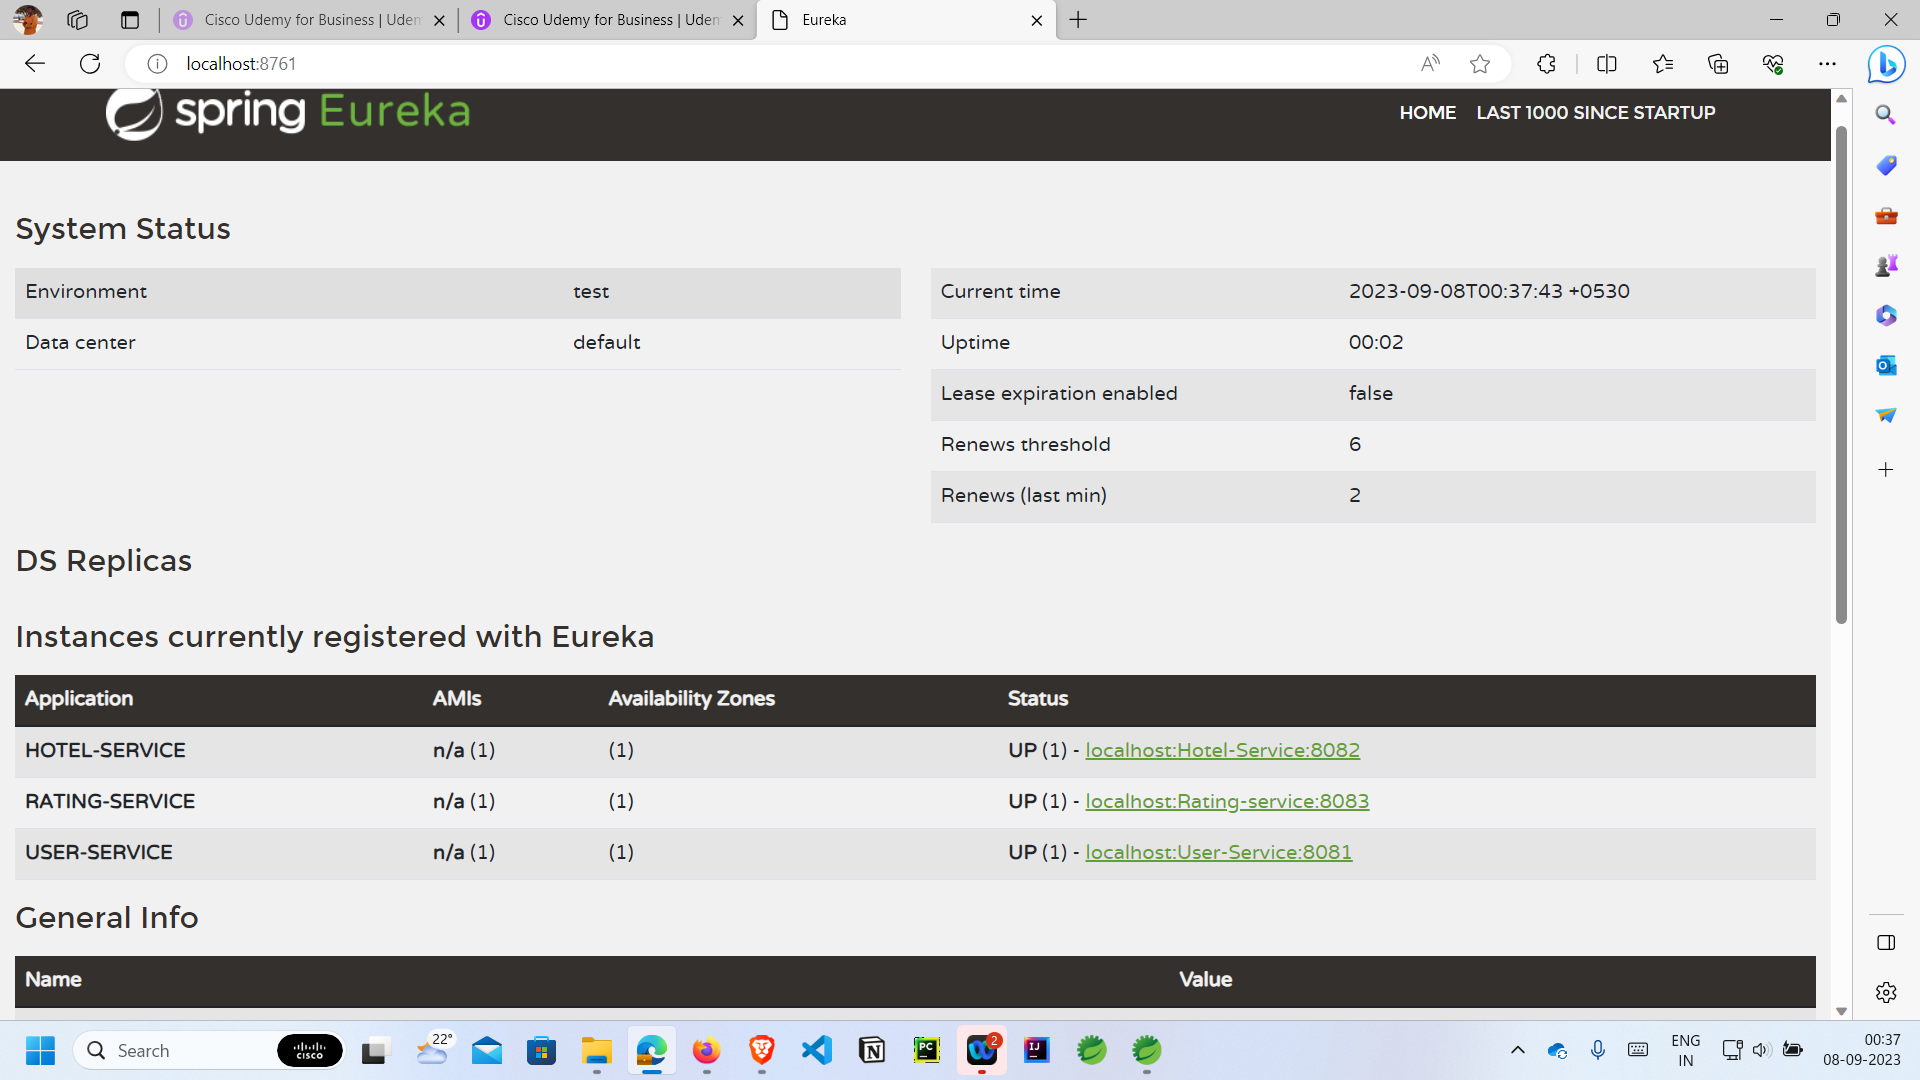 Cisco Udemy for Business | Uden
Cisco Udemy for Business | Uden
Eureka
localhost:8761
spring Eureka
HOME LAST 1000 SINCE STARTUP
System Status
Environment test
Data center default
Current time 2023-09-08T00:37:43 +0530
Uptime 00:02
Lease expiration enabled false
Renews threshold 6
Renews (last min) 2
DS Replicas
Instances currently registered with Eureka
Application AMIs Availability Zones Status
HOTEL-SERVICE n/a (1) (1) UP (1) - localhost:Hotel-Service:8082
RATING-SERVICE n/a (1) (1) UP (1) - localhost:Rating-service:8083
USER-SERVICE n/a (1) (1) UP (1) - localhost:User-Service:8081
General Info
Name Value
Search
cisco
22°
PC
2
IJ
ENG
IN
00:37
08-09-2023